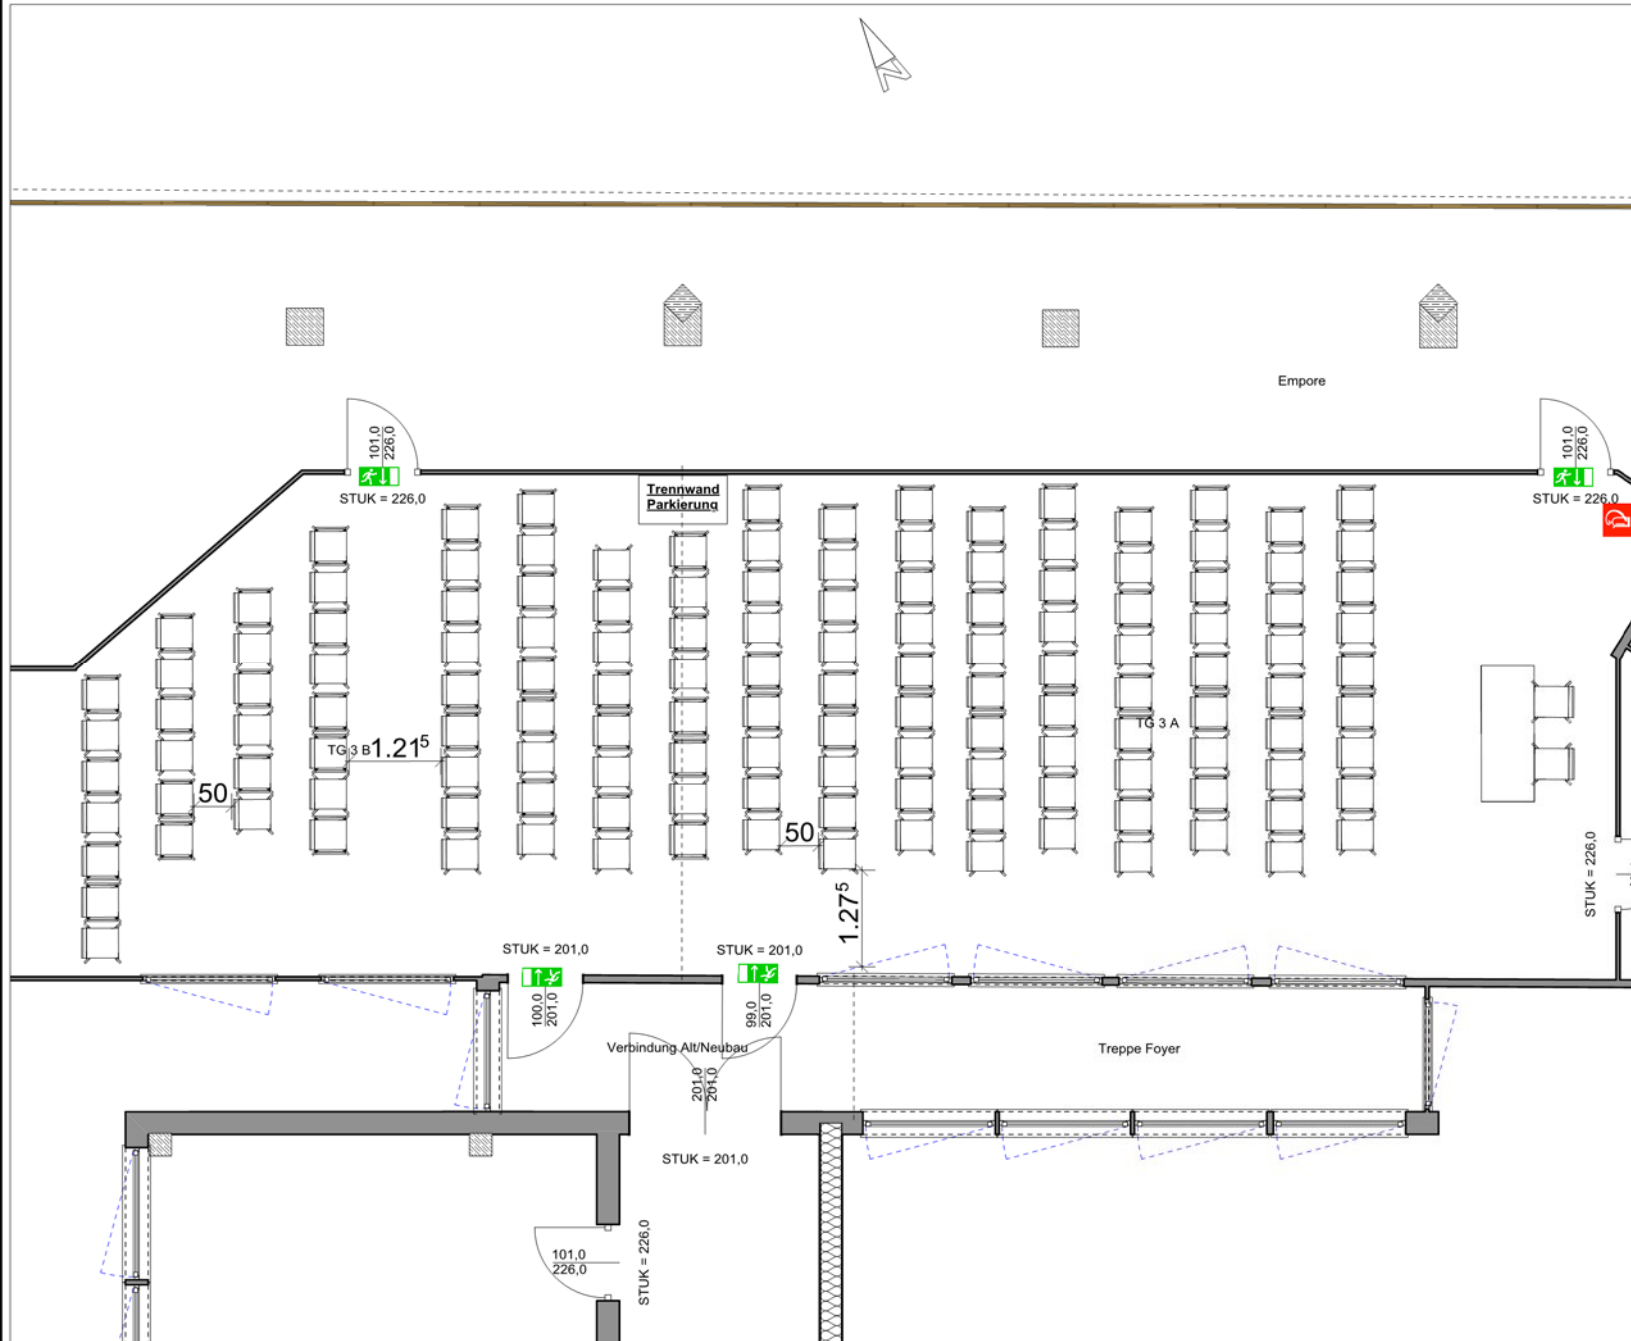 Empore
101,0
226,0
STUK = 226,0
101,0
226,0
STUK = 226,0
Trennwand
Parkierung
TG 3 B
1.21⁵
TG 3 A
50
50
1.27⁵
STUK = 226,0
STUK = 201,0
STUK = 201,0
100,0
201,0
99,0
201,0
Verbindung Alt/Neubau
Treppe Foyer
201,0
201,0
STUK = 201,0
STUK = 226,0
101,0
226,0